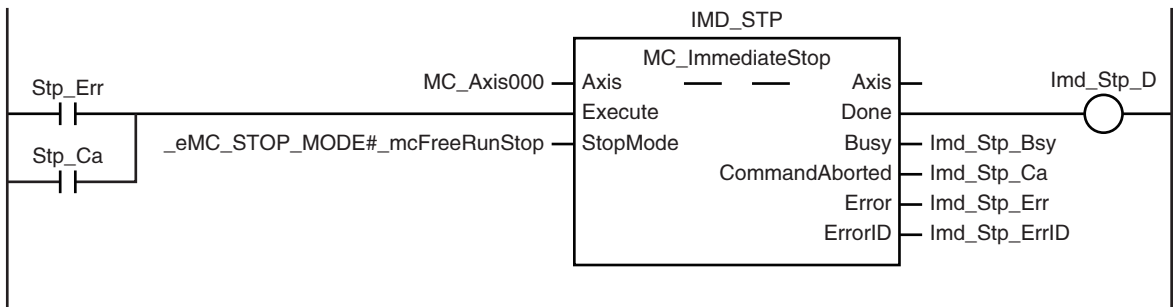 IMD_STP
MC_ImmediateStop
MC_Axis000 Axis Axis
Stp_Err Imd_Stp_D
Execute Done
Stp_Ca
_eMC_STOP_MODE#_mcFreeRunStop StopMode Busy Imd_Stp_Bsy
CommandAborted Imd_Stp_Ca
Error Imd_Stp_Err
ErrorID Imd_Stp_ErrID